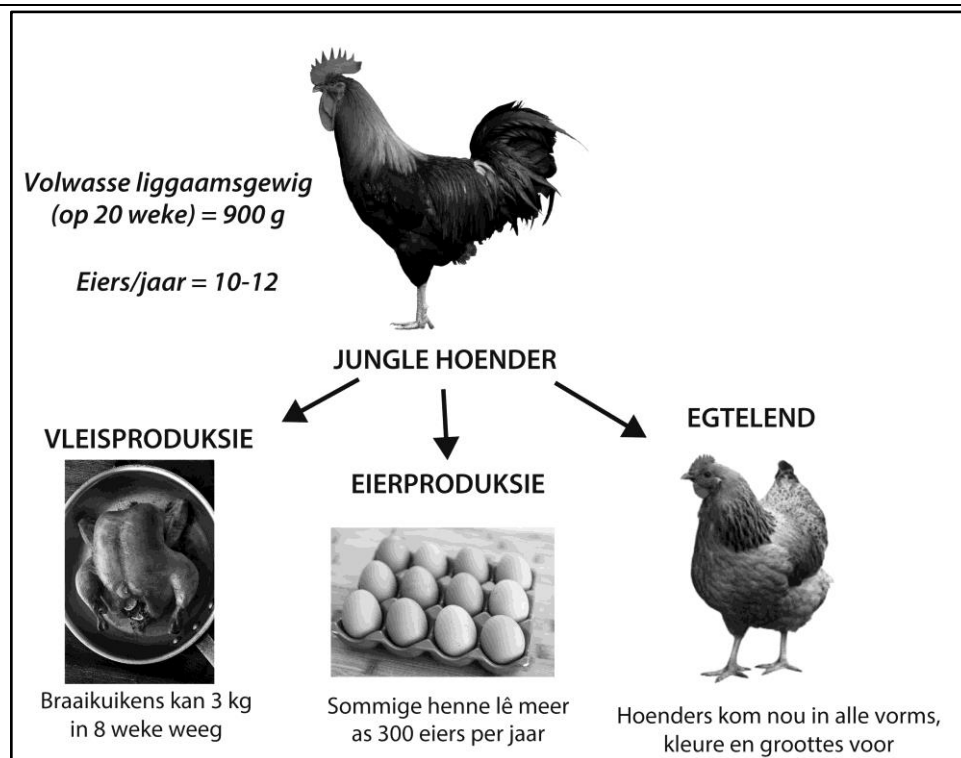 Volwasse liggaamsgewig
(op 20 weke) = 900 g
Eiers/jaar = 10-12
JUNGLE HOENDER
VLEISPRODUKSIE
Braaikuikens kan 3 kg
in 8 weke weeg
EIERPRODUKSIE
Sommige henne lê meer
as 300 eiers per jaar
EGTELEND
Hoenders kom nou in alle vorms,
kleure en groottes voor